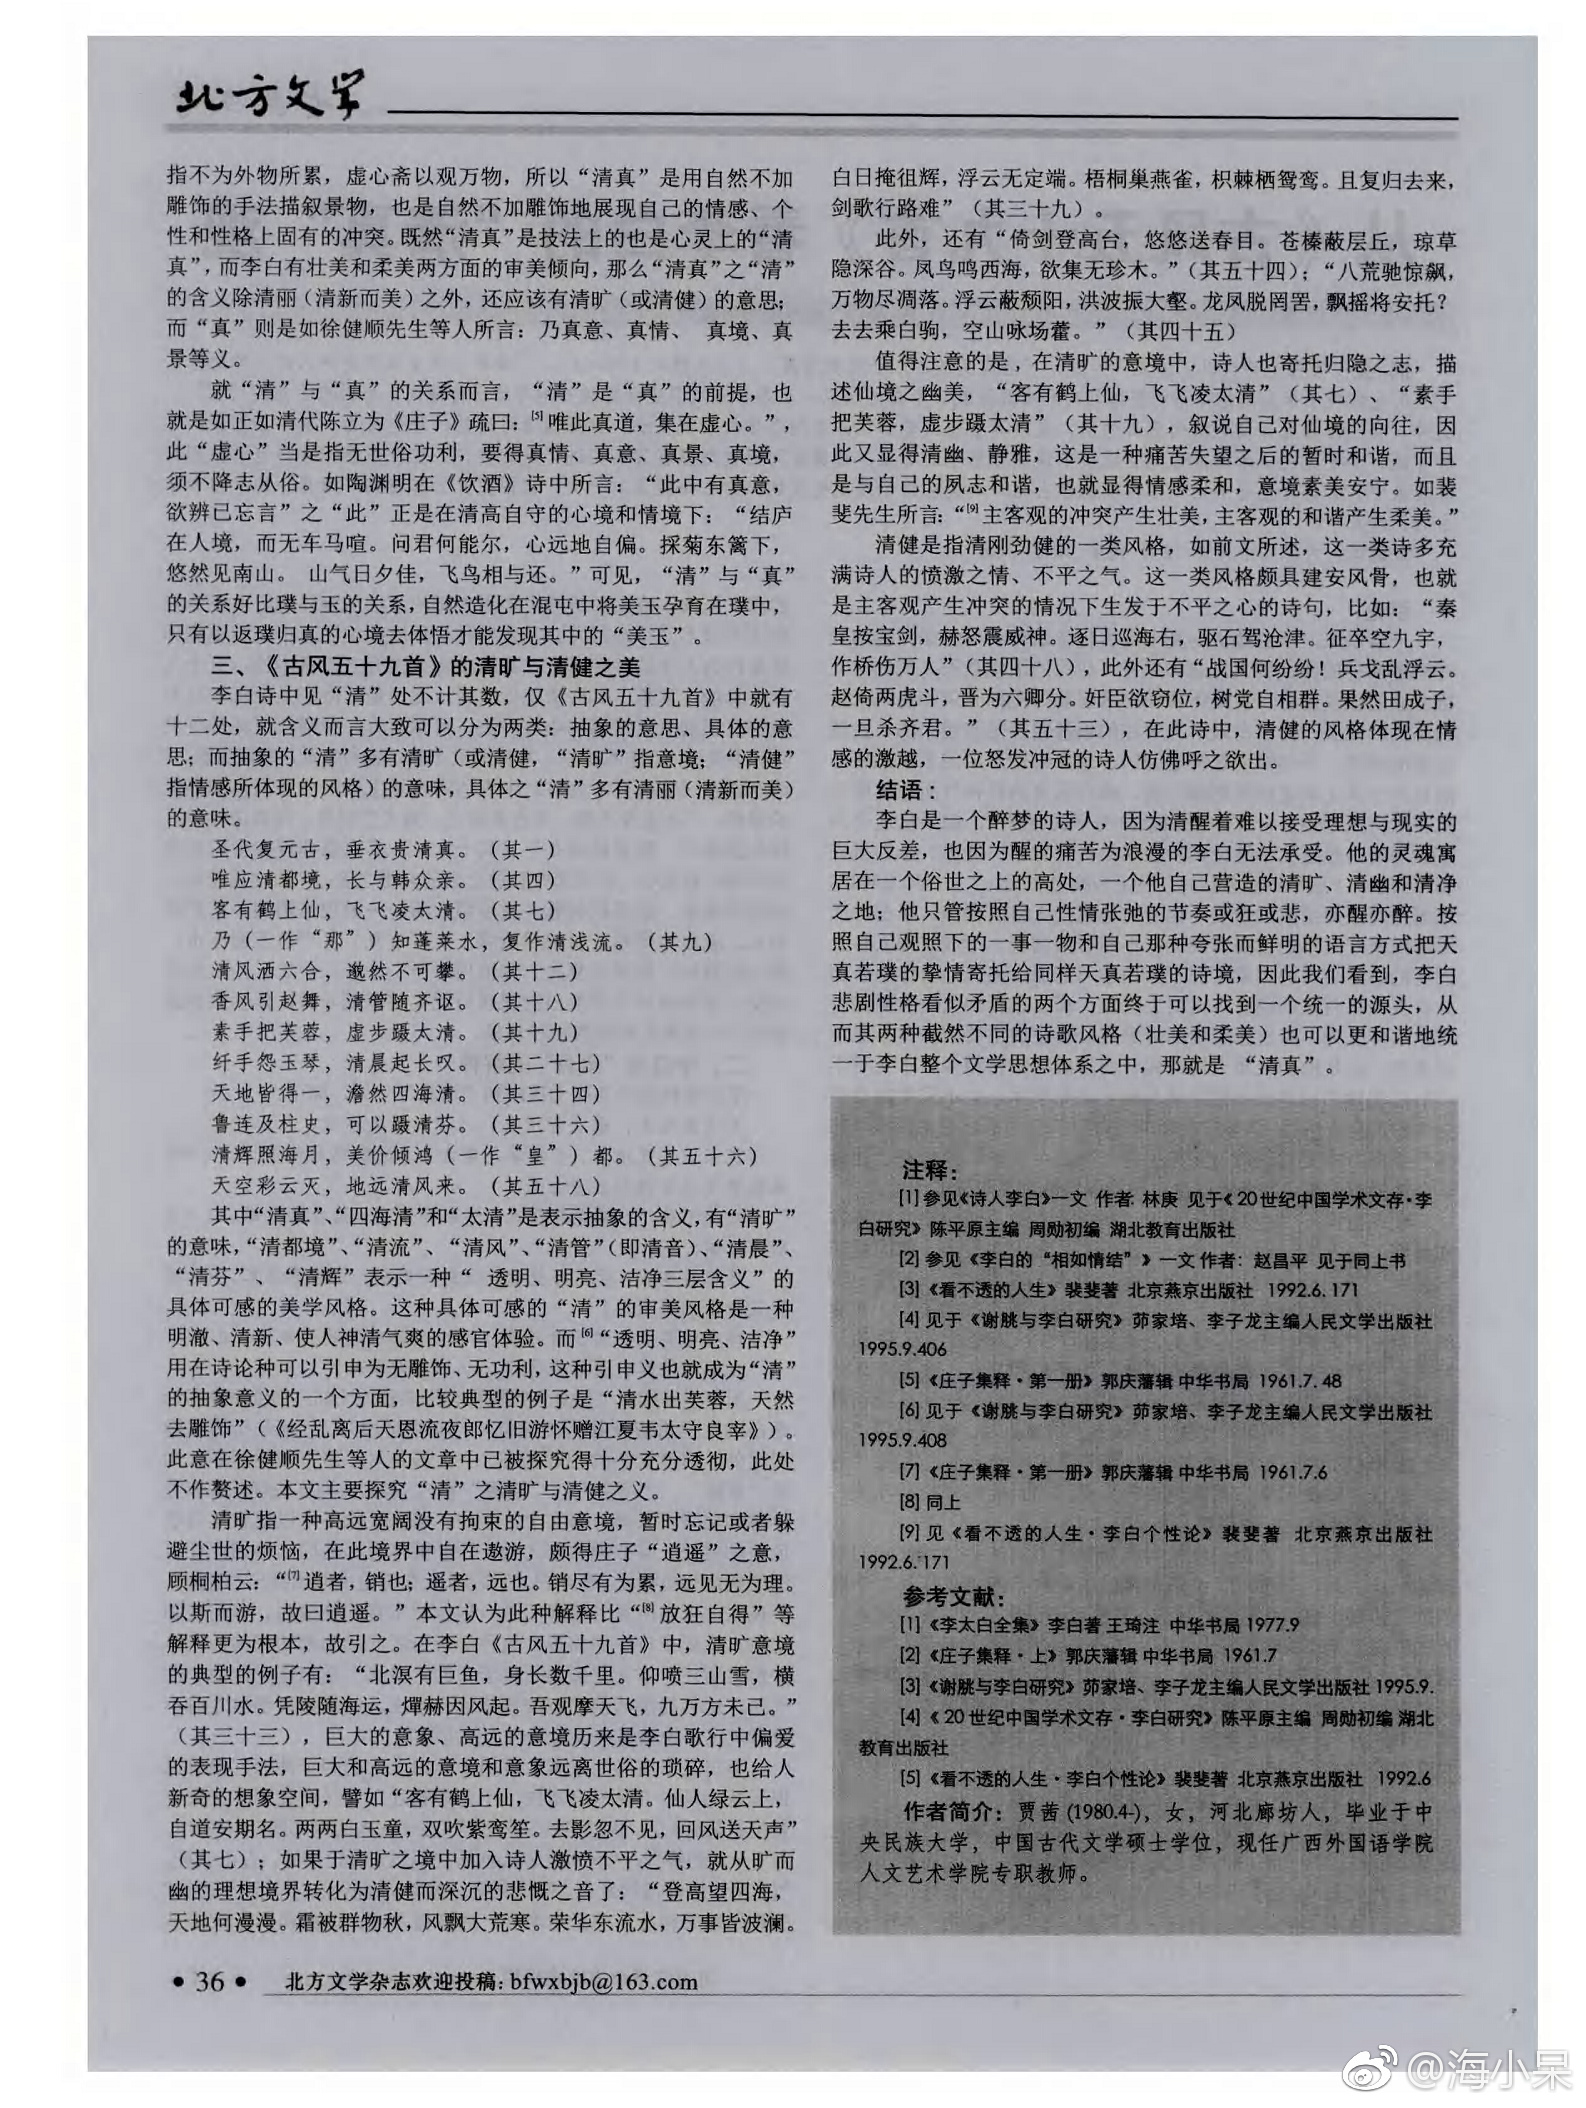 北方文学
指不为外物所累，虚心斋以观万物，所以“清真”是用自然不加
雕饰的手法描叙景物，也是自然不加雕饰地展现自己的情感、个
性和性格上固有的冲突。既然“清真”是技法上的也是心灵上的“清
真”，而李白有壮美和柔美两方面的审美倾向，那么“清真”之“清”
的含义除清丽（清新而美）之外，还应该有清旷（或清健）的意思；
而“真”则是如徐健顺先生等人所言：乃真意、真情、 真境、真
景等义。
就“清”与“真”的关系而言，“清”是“真”的前提，也
就是如正如清代陈立为《庄子》疏曰：[5]唯此真道，集在虚心。”，
此“虚心”当是指无世俗功利，要得真情、真意、真景、真境，
须不降志从俗。如陶渊明在《饮酒》诗中所言：“此中有真意，
欲辨已忘言”之“此”正是在清高自守的心境和情境下：“结庐
在人境，而无车马喧。问君何能尔，心远地自偏。採菊东篱下，
悠然见南山。 山气日夕佳，飞鸟相与还。”可见，“清”与“真”
的关系好比璞与玉的关系，自然造化在混屯中将美玉孕育在璞中，
只有以返璞归真的心境去体悟才能发现其中的“美玉”。
三、《古风五十九首》的清旷与清健之美
李白诗中见“清”处不计其数，仅《古风五十九首》中就有
十二处，就含义而言大致可以分为两类：抽象的意思、具体的意
思；而抽象的“清”多有清旷（或清健，“清旷”指意境；“清健”
指情感所体现的风格）的意味，具体之“清”多有清丽（清新而美）
的意味。
圣代复元古，垂衣贵清真。（其一）
唯应清都境，长与韩众亲。（其四）
客有鹤上仙，飞飞凌太清。（其七）
乃（一作“那”）知蓬莱水，复作清浅流。（其九）
清风洒六合，邈然不可攀。（其十二）
香风引赵舞，清管随齐讴。（其十八）
素手把芙蓉，虚步蹑太清。（其十九）
纤手怨玉琴，清晨起长叹。（其二十七）
天地皆得一，澹然四海清。（其三十四）
鲁连及柱史，可以蹑清芬。（其三十六）
清辉照海月，美价倾鸿（一作“皇”）都。（其五十六）
天空彩云灭，地远清风来。（其五十八）
其中“清真”、“四海清”和“太清”是表示抽象的含义，有“清旷”
的意味，“清都境”、“清流”、“清风”、“清管”（即清音）、“清晨”、
“清芬”、“清辉”表示一种“ 透明、明亮、洁净三层含义”的
具体可感的美学风格。这种具体可感的“清”的审美风格是一种
明澈、清新、使人神清气爽的感官体验。而[6]“透明、明亮、洁净”
用在诗论种可以引申为无雕饰、无功利，这种引申义也就成为“清”
的抽象意义的一个方面，比较典型的例子是“清水出芙蓉，天然
去雕饰”（《经乱离后天恩流夜郎忆旧游怀赠江夏韦太守良宰》）。
此意在徐健顺先生等人的文章中已被探究得十分充分透彻，此处
不作赘述。本文主要探究“清”之清旷与清健之义。
清旷指一种高远宽阔没有拘束的自由意境，暂时忘记或者躲
避尘世的烦恼，在此境界中自在遨游，颇得庄子“逍遥”之意，
顾桐柏云：“[7]逍者，销也；遥者，远也。销尽有为累，远见无为理。
以斯而游，故曰逍遥。”本文认为此种解释比“[8]放狂自得”等
解释更为根本，故引之。在李白《古风五十九首》中，清旷意境
的典型的例子有：“北溟有巨鱼，身长数千里。仰喷三山雪，横
吞百川水。凭陵随海运，燀赫因风起。吾观摩天飞，九万方未已。”
（其三十三），巨大的意象、高远的意境历来是李白歌行中偏爱
的表现手法，巨大和高远的意境和意象远离世俗的琐碎，也给人
新奇的想象空间，譬如“客有鹤上仙，飞飞凌太清。仙人绿云上，
自道安期名。两两白玉童，双吹紫鸾笙。去影忽不见，回风送天声”
（其七）；如果于清旷之境中加入诗人激愤不平之气，就从旷而
幽的理想境界转化为清健而深沉的悲慨之音了：“登高望四海，
天地何漫漫。霜被群物秋，风飘大荒寒。荣华东流水，万事皆波澜。
白日掩徂辉，浮云无定端。梧桐巢燕雀，枳棘栖鸳鸾。且复归去来，
剑歌行路难”（其三十九）。
此外，还有“倚剑登高台，悠悠送春目。苍榛蔽层丘，琼草
隐深谷。凤鸟鸣西海，欲集无珍木。”（其五十四）；“八荒驰惊飙，
万物尽凋落。浮云蔽颓阳，洪波振大壑。龙凤脱罔罟，飘摇将安托？
去去乘白驹，空山咏场藿。”（其四十五）
值得注意的是，在清旷的意境中，诗人也寄托归隐之志，描
述仙境之幽美，“客有鹤上仙，飞飞凌太清”（其七）、“素手
把芙蓉，虚步蹑太清”（其十九），叙说自己对仙境的向往，因
此又显得清幽、静雅，这是一种痛苦失望之后的暂时和谐，而且
是与自己的夙志和谐，也就显得情感柔和，意境素美安宁。如裴
斐先生所言：“[9]主客观的冲突产生壮美，主客观的和谐产生柔美。”
清健是指清刚劲健的一类风格，如前文所述，这一类诗多充
满诗人的愤激之情、不平之气。这一类风格颇具建安风骨，也就
是主客观产生冲突的情况下生发于不平之心的诗句，比如：“秦
皇按宝剑，赫怒震威神。逐日巡海右，驱石驾沧津。征卒空九宇，
作桥伤万人”（其四十八），此外还有“战国何纷纷！兵戈乱浮云。
赵倚两虎斗，晋为六卿分。奸臣欲窃位，树党自相群。果然田成子，
一旦杀齐君。”（其五十三），在此诗中，清健的风格体现在情
感的激越，一位怒发冲冠的诗人仿佛呼之欲出。
结语：
李白是一个醉梦的诗人，因为清醒着难以接受理想与现实的
巨大反差，也因为醒的痛苦为浪漫的李白无法承受。他的灵魂寓
居在一个俗世之上的高处，一个他自己营造的清旷、清幽和清净
之地；他只管按照自己性情张弛的节奏或狂或悲，亦醒亦醉。按
照自己观照下的一事一物和自己那种夸张而鲜明的语言方式把天
真若璞的挚情寄托给同样天真若璞的诗境，因此我们看到，李白
悲剧性格看似矛盾的两个方面终于可以找到一个统一的源头，从
而其两种截然不同的诗歌风格（壮美和柔美）也可以更和谐地统
一于李白整个文学思想体系之中，那就是 “清真”。
注释：
[1]参见《诗人李白》一文 作者：林庚 见于《20世纪中国学术文存·李
白研究》陈平原主编 周勋初编 湖北教育出版社
[2]参见《李白的“相如情结”》一文作者：赵昌平 见于同上书
[3]《看不透的人生》裴斐著 北京燕京出版社 1992.6.171
[4]见于《谢朓与李白研究》茆家培、李子龙主编人民文学出版社
1995.9.406
[5]《庄子集释·第一册》郭庆藩辑中华书局 1961.7.48
[6]见于《谢朓与李白研究》茆家培、李子龙主编人民文学出版社
1995.9.408
[7]《庄子集释·第一册》郭庆藩辑中华书局 1961.7.6
[8]同上
[9]见《看不透的人生·李白个性论》裴斐著 北京燕京出版社
1992.6.171
参考文献：
[1]《李太白全集》李白著王琦注 中华书局1977.9
[2]《庄子集释·上》郭庆藩辑中华书局 1961.7
[3]《谢朓与李白研究》茆家培、李子龙主编人民文学出版社1995.9.
[4]《20世纪中国学术文存·李白研究》陈平原主编 周勋初编湖北
教育出版社
[5]《看不透的人生·李白个性论》裴斐著 北京燕京出版社 1992.6
作者简介：贾茜(1980.4-)，女，河北廊坊人，毕业于中
央民族大学，中国古代文学硕士学位，现任广西外国语学院
人文艺术学院专职教师。
• 36 • 北方文学杂志欢迎投稿：bfwxbjb@163.com
@海小呆